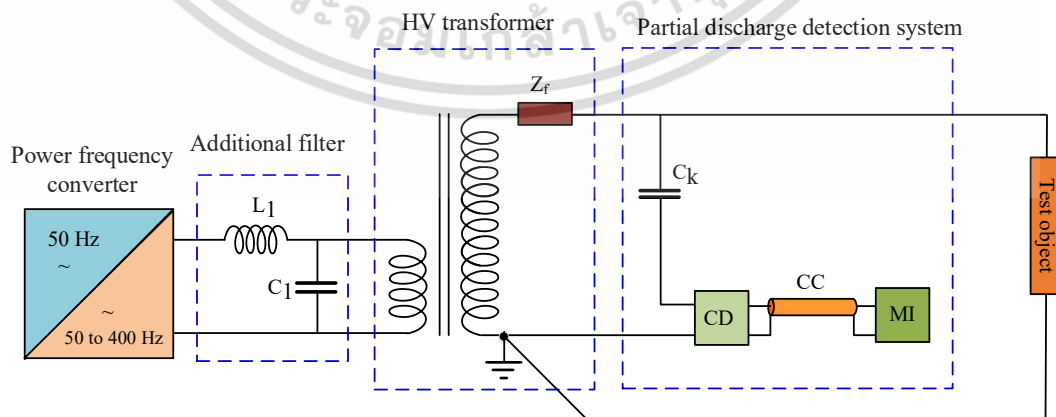 HV transformer
Partial discharge detection system
Z_f
Additional filter
Power frequency
converter
L1
C1
Ck
50 Hz
~
~
50 to 400 Hz
CC
CD
MI
Test object